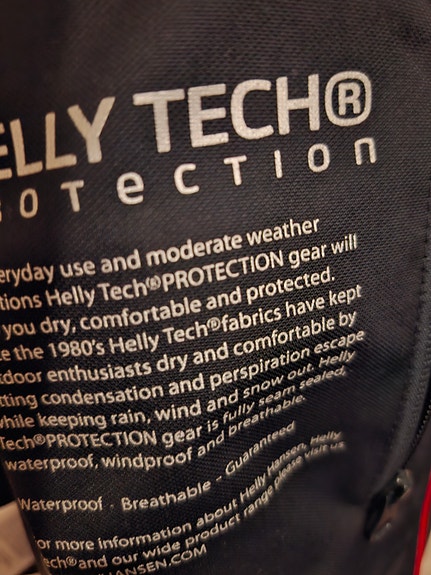 ELLY TECH®
OTECTION
eryday use and moderate weather
tions Helly Tech®PROTECTION gear will
you dry, comfortable and protected.
e the 1980's Helly Tech®fabrics have kept
door enthusiasts dry and comfortable by
tting condensation and perspiration escape
while keeping rain, wind and snow out. Helly
Tech®PROTECTION gear is fully seam sealed,
waterproof, windproof and breathable.
Waterproof - Breathable - Guaranteed
or more information about Helly Hansen, Helly
ech®and our wide product range please visit us
HANSEN.COM